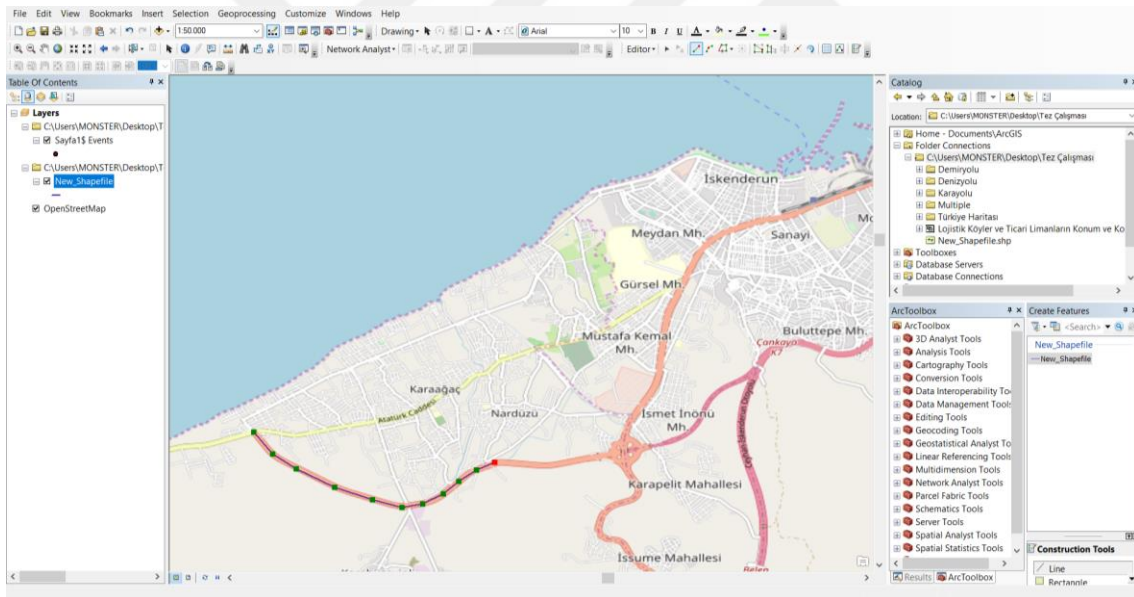 File Edit View Bookmarks Insert Selection Geoprocessing Customize Windows Help
1:50.000 Drawing Arial 10 B I U A
Network Analyst Editor
Table Of Contents
Layers
C:\Users\MONSTER\Desktop\T
Sayfa1$ Events
C:\Users\MONSTER\Desktop\T
New_Shapefile
OpenStreetMap
İskenderun
Meydan Mh.
Sanayi
Gürsel Mh.
Mustafa Kemal
Mh.
Buluttepe Mh.
Çankaya
K7
Karaağaç
Atatürk Caddesi
Nardüzü
İsmet İnönü
Mh.
Karapelit Mahallesi
Issume Mahallesi
Belen
Catalog
Location: C:\Users\MONSTER\Desktop\Tez Çalışması
Home - Documents\ArcGIS
Folder Connections
C:\Users\MONSTER\Desktop\Tez Çalışması
Demiryolu
Denizyolu
Karayolu
Multiple
Türkiye Haritası
Lojistik Köyler ve Ticari Limanların Konum ve Ko
New_Shapefile.shp
Toolboxes
Database Servers
Database Connections
ArcToolbox
ArcToolbox
3D Analyst Tools
Analysis Tools
Cartography Tools
Conversion Tools
Data Interoperability To
Data Management Tools
Editing Tools
Geocoding Tools
Geostatistical Analyst To
Linear Referencing Tools
Multidimension Tools
Network Analyst Tools
Parcel Fabric Tools
Schematics Tools
Server Tools
Spatial Analyst Tools
Spatial Statistics Tools
Results ArcToolbox
Create Features
<Search>
New_Shapefile
New_Shapefile
Construction Tools
Line
Rectangle